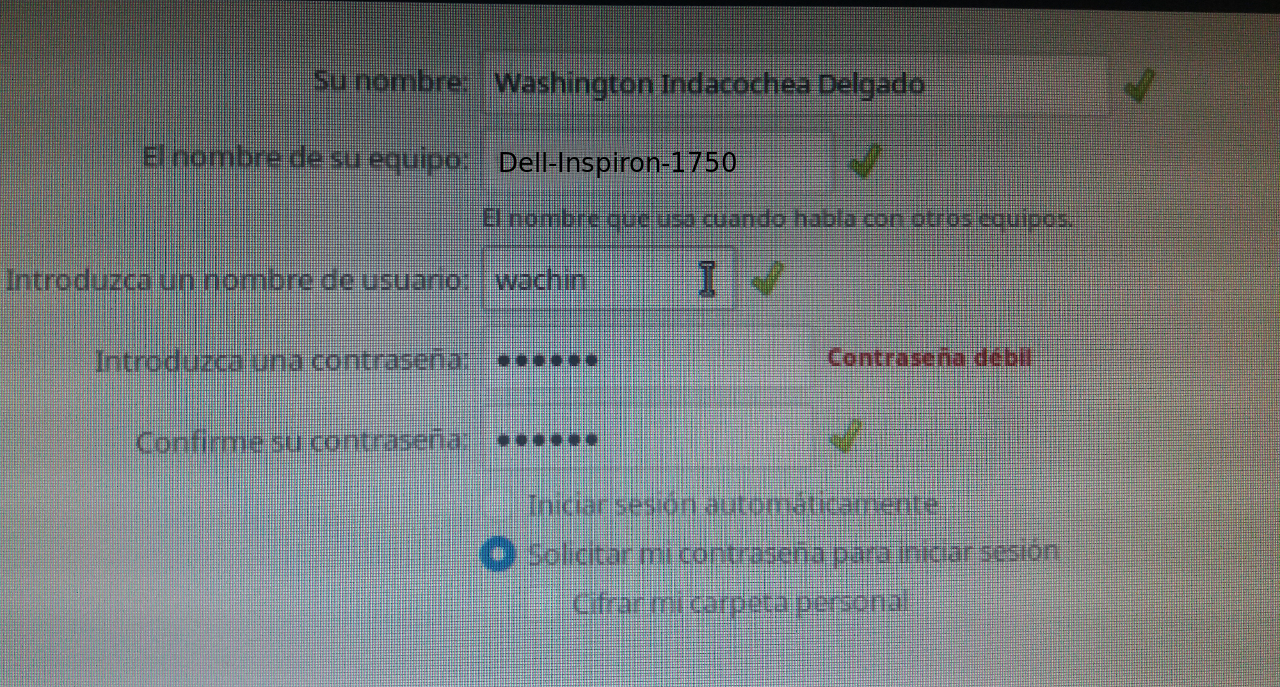 Su nombre: Washington Indacochea Delgado
El nombre de su equipo: Dell-Inspiron-1750
El nombre que usa cuando habla con otros equipos.
Introduzca un nombre de usuario: wachin
Introduzca una contraseña: •••••• Contraseña débil
Confirme su contraseña: ••••••
Iniciar sesión automáticamente
Solicitar mi contraseña para iniciar sesión
Cifrar mi carpeta personal